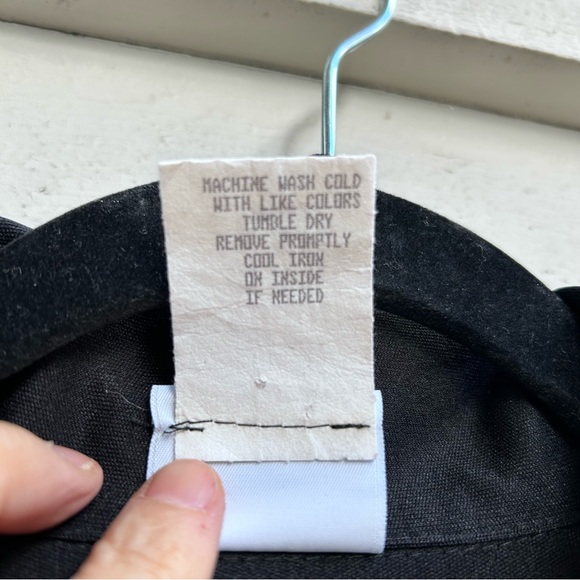 MACHINE WASH COLD
WITH LIKE COLORS
TUMBLE DRY
REMOVE PROMPTLY
COOL IRON
ON INSIDE
IF NEEDED